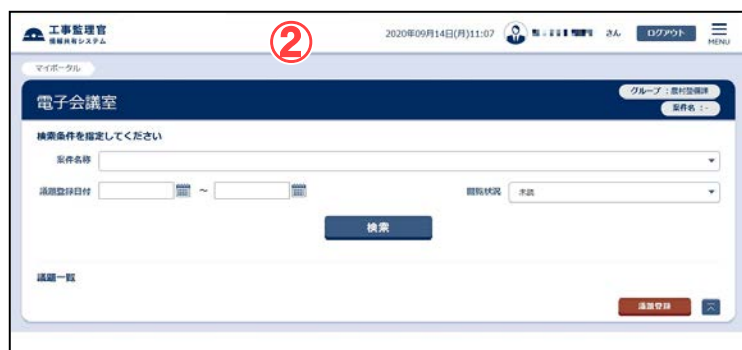 工事監理官
情報共有システム
②
2020年09月14日(月)11:07
さん
ログアウト
MENU
マイポータル
電子会議室
グループ:農村整備課
案件名:-
検索条件を指定してください
案件名称
議題登録日付
~
閲覧状況
未読
検索
議題一覧
議題登録